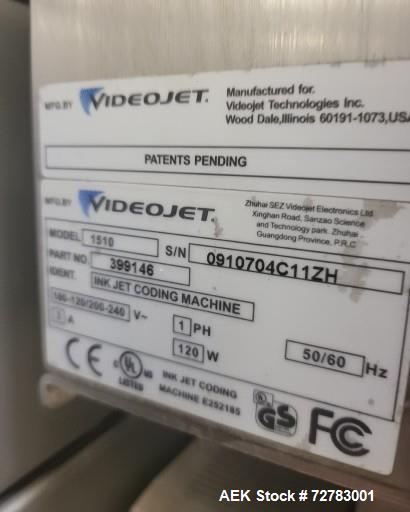 MFG.BY VIDEOJET.
Manufactured for.
Videojet Technologies Inc.
Wood Dale,Illinois 60191-1073,USA
PATENTS PENDING
MFG.BY VIDEOJET.
Zhuhai SEZ Videojet Electronics Ltd
Xinghan Road, Sanzao Science
and Technology park. Zhuhai
Guangdong Province, P.R.C
MODEL 1510 S/N 0910704C11ZH
PART NO. 399146
IDENT. INK JET CODING MACHINE
100-120/200-240 V~ 1 PH 50/60 Hz
A 120 W
CE C UL US LISTED
INK JET CODING
MACHINE E252185
GS FC
AEK Stock # 72783001